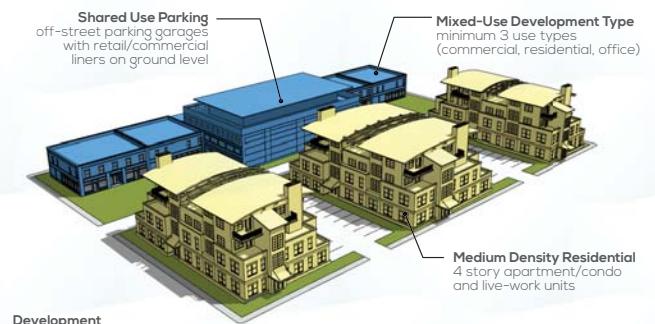 Shared Use Parking
off-street parking garages
with retail/commercial
liners on ground level
Mixed-Use Development Type
minimum 3 use types
(commercial, residential, office)
Medium Density Residential
4 story apartment/condo
and live-work units
Development